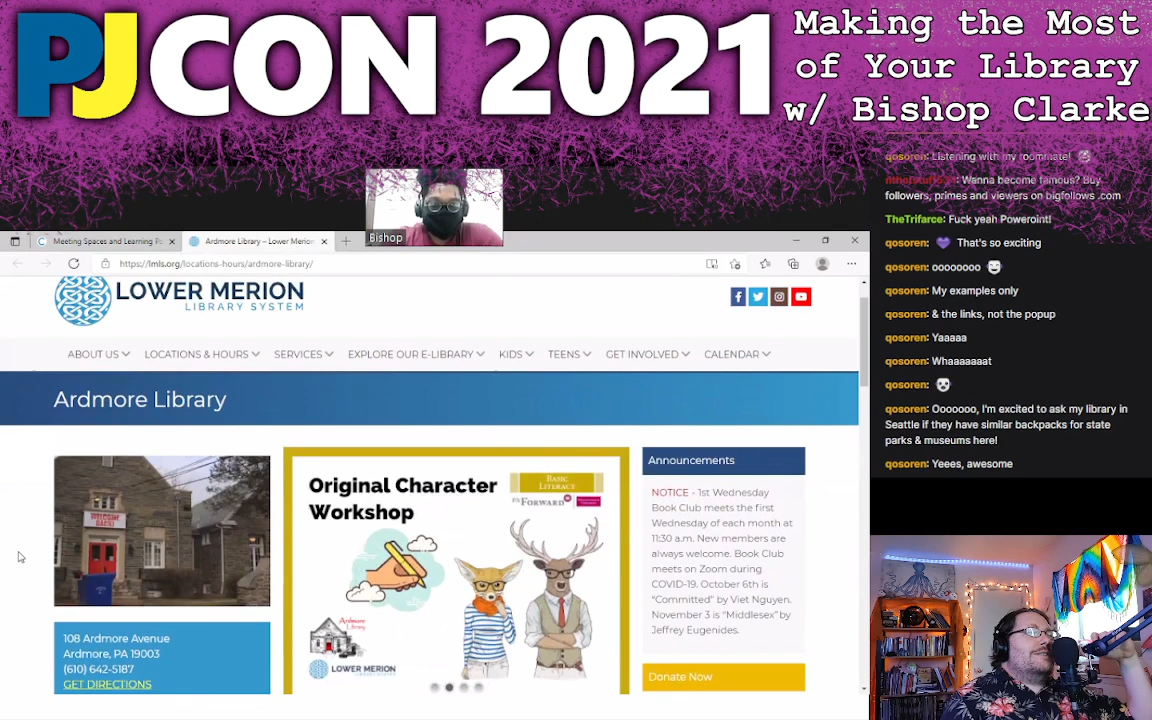 PJCON 2021
Making the Most
of Your Library
w/ Bishop Clarke
qosoren: Listening with my roommate!
Wanna become famous? Buy
followers, primes and viewers on bigfollows .com
TheTrifarce: Fuck yeah Poweroint!
qosoren: That's so exciting
qosoren: oooooooo
qosoren: My examples only
qosoren: & the links, not the popup
qosoren: Yaaaaa
qosoren: Whaaaaaaat
qosoren:
qosoren: Ooooooo, I'm excited to ask my library in
Seattle if they have similar backpacks for state
parks & museums here!
qosoren: Yeees, awesome
Bishop
Meeting Spaces and Learning Po
Ardmore Library – Lower Merion
https://lmls.org/locations-hours/ardmore-library/
LOWER MERION
LIBRARY SYSTEM
ABOUT US
LOCATIONS & HOURS
SERVICES
EXPLORE OUR E-LIBRARY
KIDS
TEENS
GET INVOLVED
CALENDAR
Ardmore Library
WELCOME
BACK!
108 Ardmore Avenue
Ardmore, PA 19003
(610) 642-5187
GET DIRECTIONS
Original Character
Workshop
BASIC
LITERACY
FORWARD
Ardmore
Library
LOWER MERION
Announcements
NOTICE - 1st Wednesday
Book Club meets the first
Wednesday of each month at
11:30 a.m. New members are
always welcome. Book Club
meets on Zoom during
COVID-19. October 6th is
“Committed” by Viet Nguyen.
November 3 is “Middlesex” by
Jeffrey Eugenides.
Donate Now